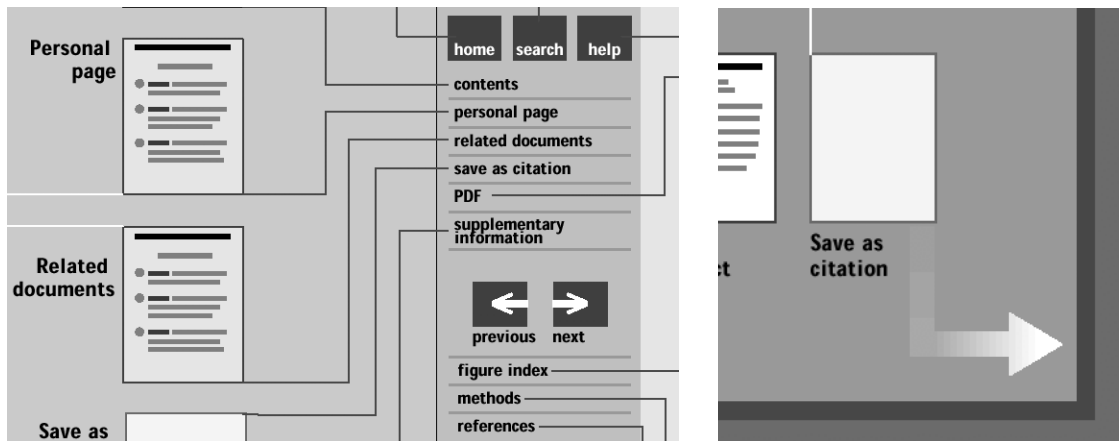 Personal
page
Related
documents
Save as
home search help
contents
personal page
related documents
save as citation
PDF
supplementary
information
previous next
figure index
methods
references
ct
Save as
citation